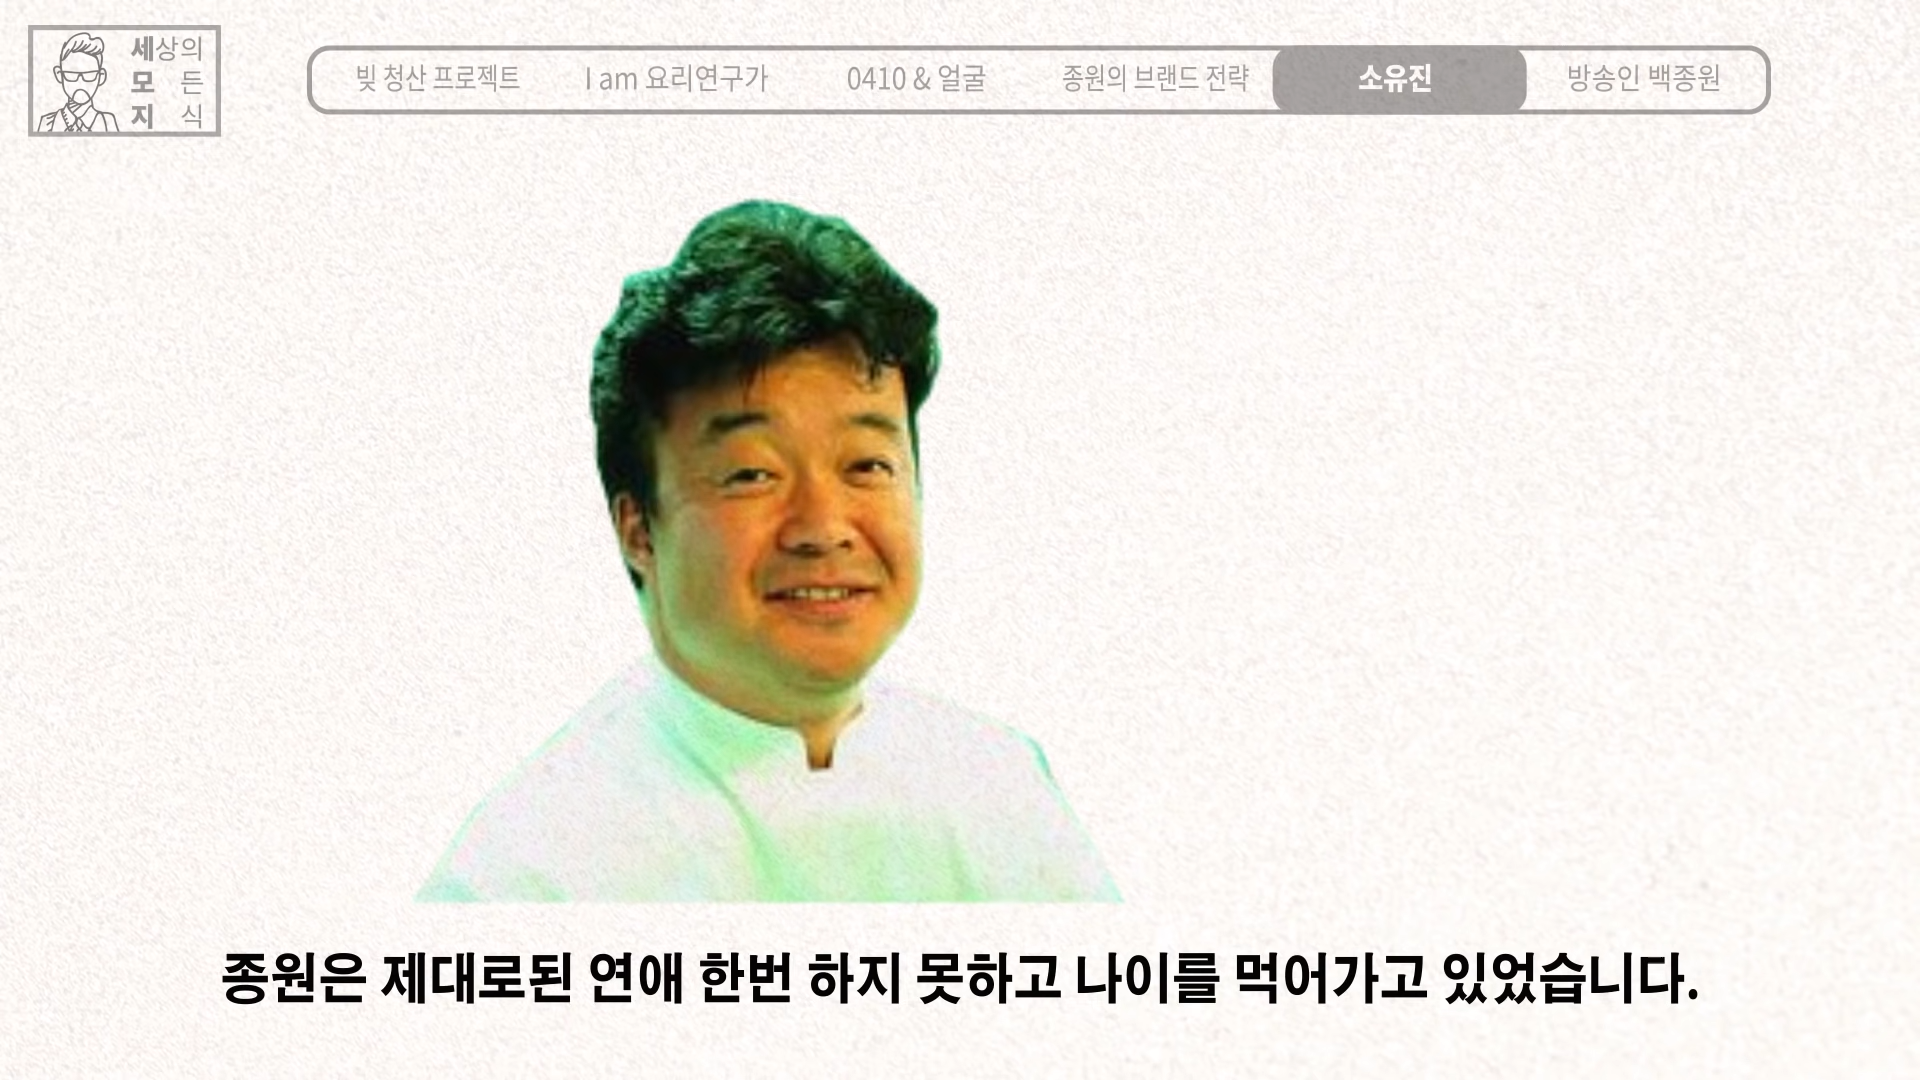 세상의
모든
지식
빚 청산 프로젝트
I am 요리연구가
0410 & 얼굴
종원의 브랜드 전략
소유진
방송인 백종원
종원은 제대로된 연애 한번 하지 못하고 나이를 먹어가고 있었습니다.